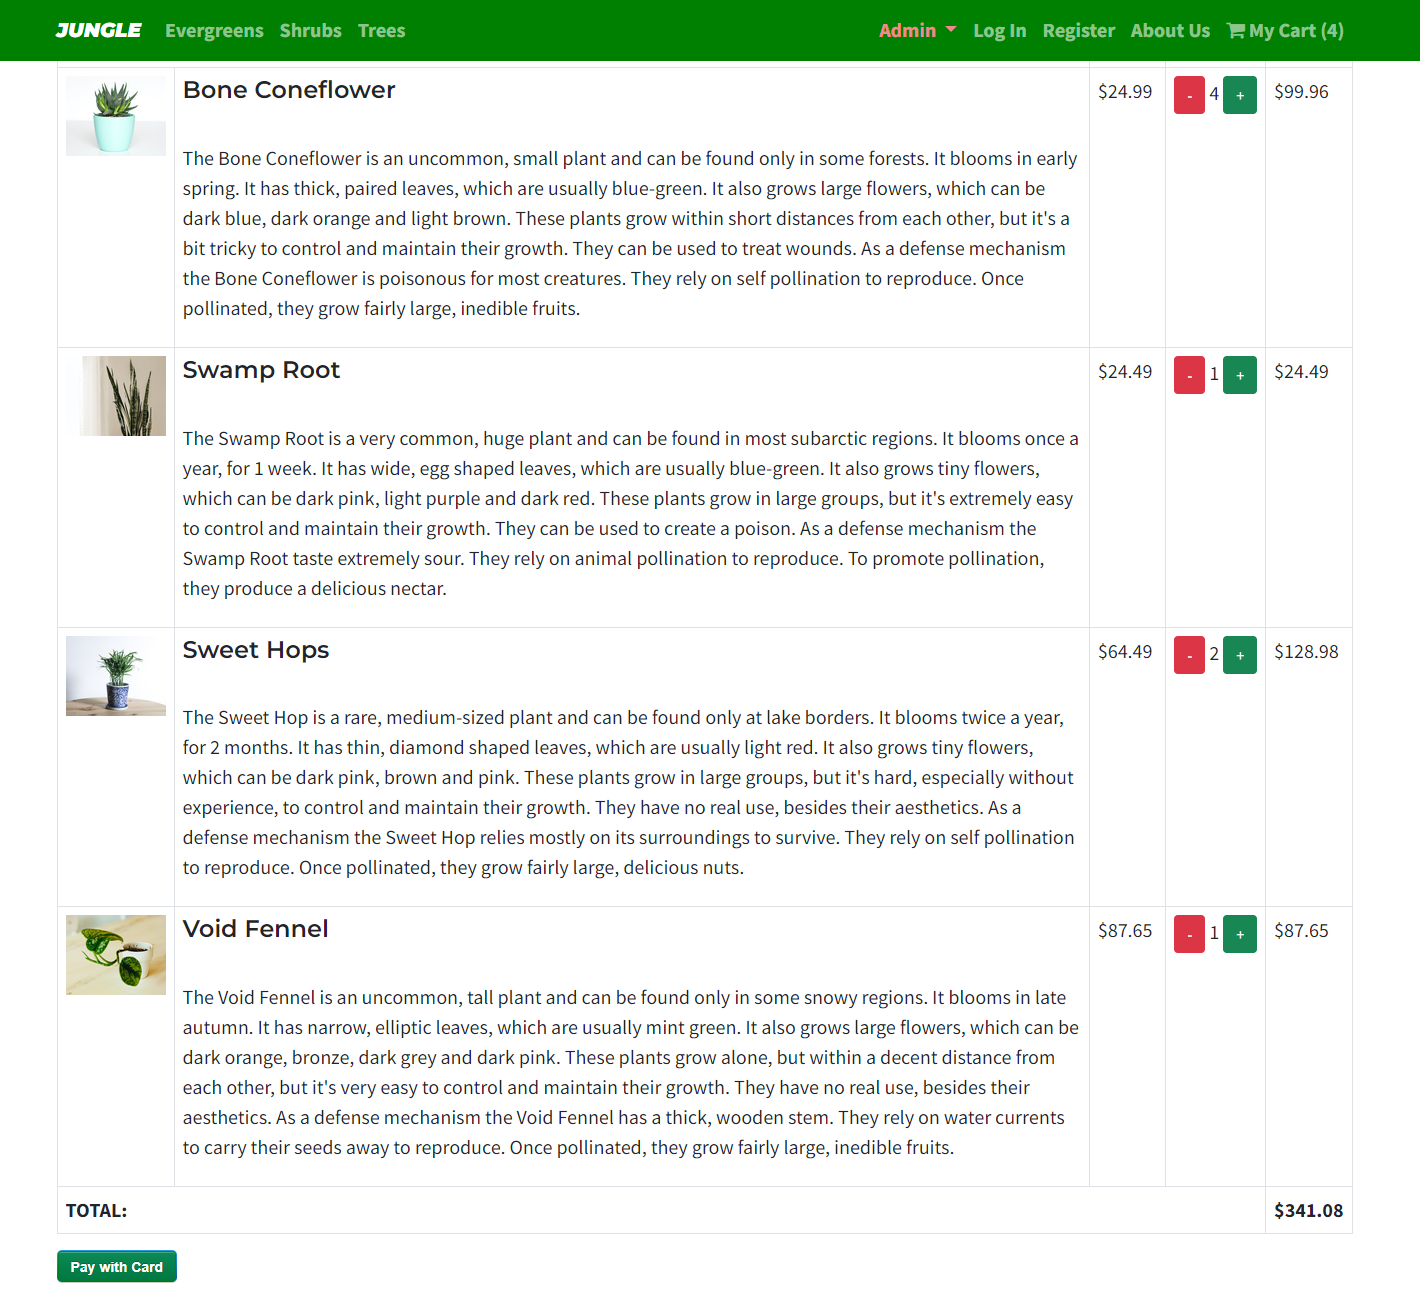 JUNGLE Evergreens Shrubs Trees Admin Log In Register About Us My Cart (4)
Bone Coneflower $24.99 - 4 + $99.96
The Bone Coneflower is an uncommon, small plant and can be found only in some forests. It blooms in early
spring. It has thick, paired leaves, which are usually blue-green. It also grows large flowers, which can be
dark blue, dark orange and light brown. These plants grow within short distances from each other, but it's a
bit tricky to control and maintain their growth. They can be used to treat wounds. As a defense mechanism
the Bone Coneflower is poisonous for most creatures. They rely on self pollination to reproduce. Once
pollinated, they grow fairly large, inedible fruits.
Swamp Root $24.49 - 1 + $24.49
The Swamp Root is a very common, huge plant and can be found in most subarctic regions. It blooms once a
year, for 1 week. It has wide, egg shaped leaves, which are usually blue-green. It also grows tiny flowers,
which can be dark pink, light purple and dark red. These plants grow in large groups, but it's extremely easy
to control and maintain their growth. They can be used to create a poison. As a defense mechanism the
Swamp Root taste extremely sour. They rely on animal pollination to reproduce. To promote pollination,
they produce a delicious nectar.
Sweet Hops $64.49 - 2 + $128.98
The Sweet Hop is a rare, medium-sized plant and can be found only at lake borders. It blooms twice a year,
for 2 months. It has thin, diamond shaped leaves, which are usually light red. It also grows tiny flowers,
which can be dark pink, brown and pink. These plants grow in large groups, but it's hard, especially without
experience, to control and maintain their growth. They have no real use, besides their aesthetics. As a
defense mechanism the Sweet Hop relies mostly on its surroundings to survive. They rely on self pollination
to reproduce. Once pollinated, they grow fairly large, delicious nuts.
Void Fennel $87.65 - 1 + $87.65
The Void Fennel is an uncommon, tall plant and can be found only in some snowy regions. It blooms in late
autumn. It has narrow, elliptic leaves, which are usually mint green. It also grows large flowers, which can be
dark orange, bronze, dark grey and dark pink. These plants grow alone, but within a decent distance from
each other, but it's very easy to control and maintain their growth. They have no real use, besides their
aesthetics. As a defense mechanism the Void Fennel has a thick, wooden stem. They rely on water currents
to carry their seeds away to reproduce. Once pollinated, they grow fairly large, inedible fruits.
TOTAL: $341.08
Pay with Card